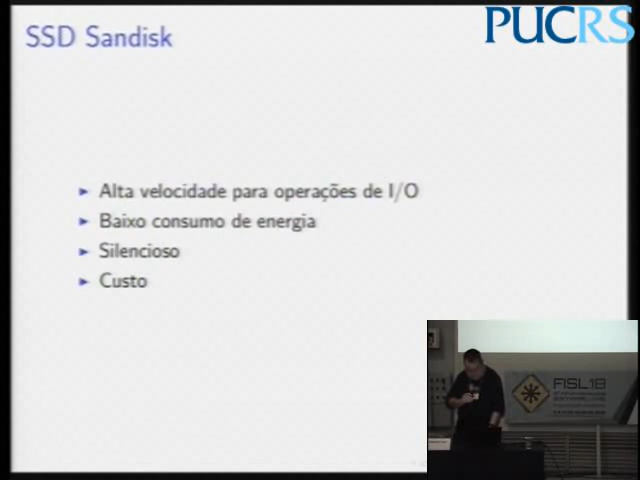 SSD Sandisk
PUCRS
Alta velocidade para operações de I/O
Baixo consumo de energia
Silencioso
Custo
FISL18